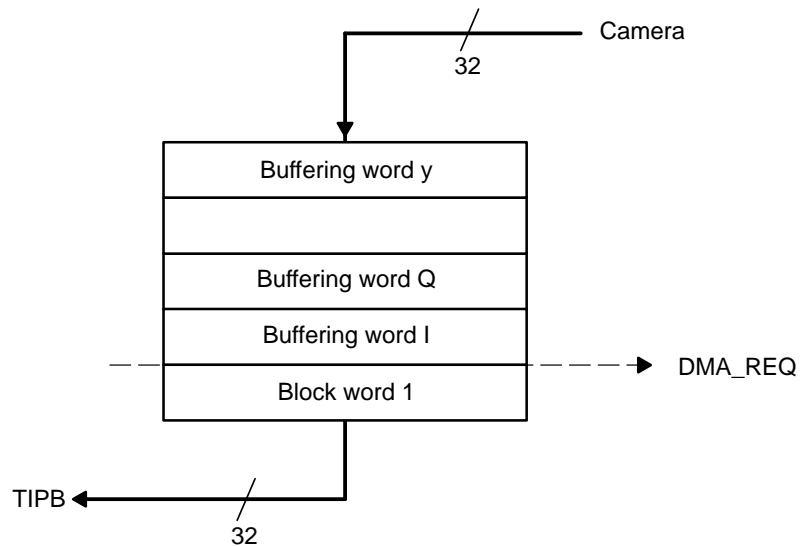 Camera
32
Buffering word y
Buffering word Q
Buffering word I
DMA_REQ
Block word 1
TIPB
32